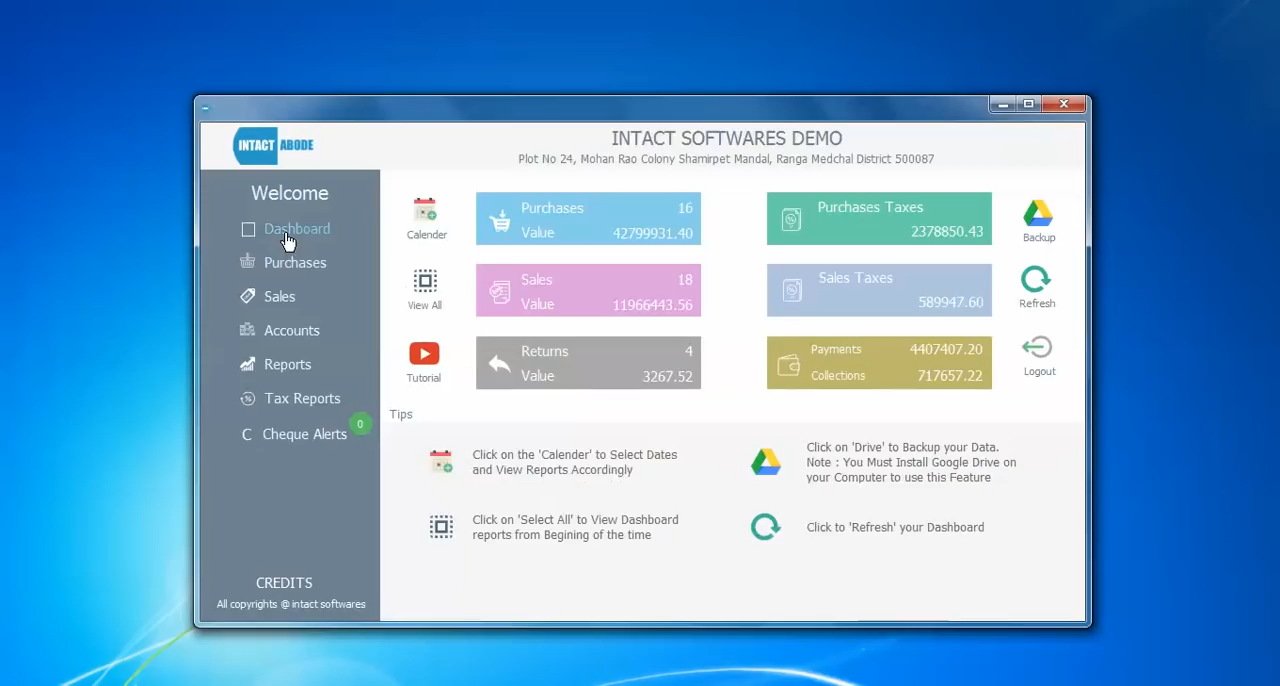 INTACT ABODE
INTACT SOFTWARES DEMO
Plot No 24, Mohan Rao Colony Shamirpet Mandal, Ranga Medchal District 500087
Welcome
Dashboard
Purchases
Sales
Accounts
Reports
Tax Reports
0
C Cheque Alerts
CREDITS
All copyrights @ intact softwares
Calender
View All
Tutorial
Purchases 16
Value 42799931.40
Sales 18
Value 11966443.56
Returns 4
Value 3267.52
Purchases Taxes
2378850.43
Sales Taxes
589947.60
Payments 4407407.20
Collections 717657.22
Backup
Refresh
Logout
Tips
Click on the 'Calender' to Select Dates
and View Reports Accordingly
Click on 'Drive' to Backup your Data.
Note : You Must Install Google Drive on
your Computer to use this Feature
Click on 'Select All' to View Dashboard
reports from Begining of the time
Click to 'Refresh' your Dashboard